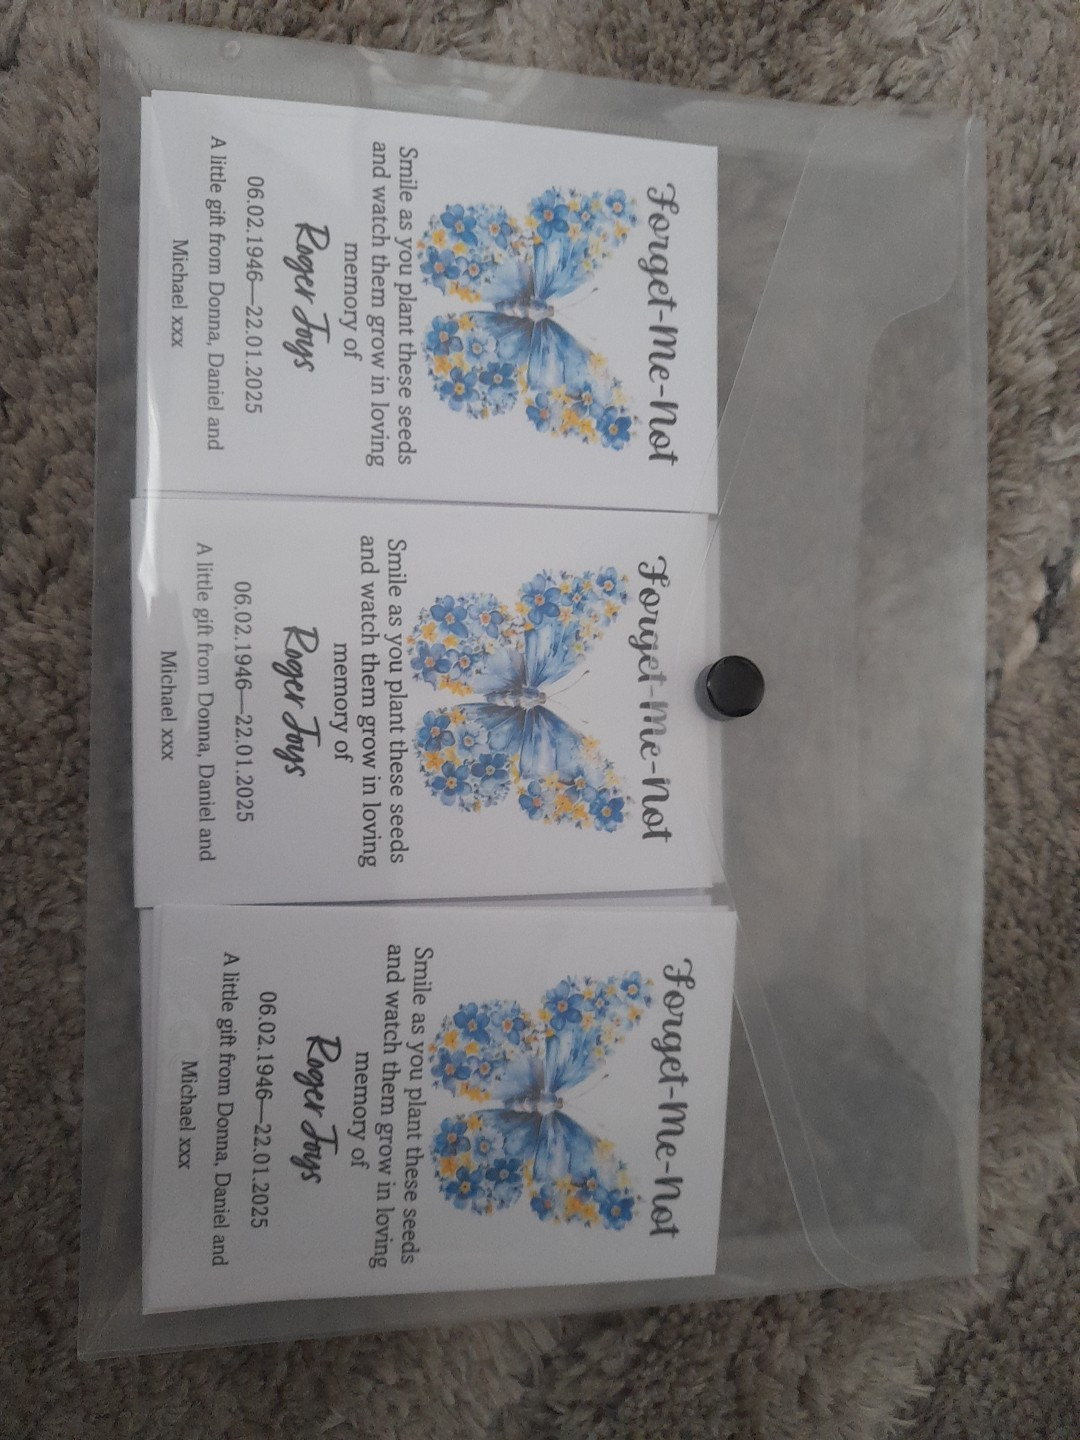 Forget-Me-Not
Smile as you plant these seeds
and watch them grow in loving
memory of
Roger Joys
06.02.1946—22.01.2025
A little gift from Donna, Daniel and
Michael xxx
Forget-Me-Not
Smile as you plant these seeds
and watch them grow in loving
memory of
Roger Joys
06.02.1946—22.01.2025
A little gift from Donna, Daniel and
Michael xxx
Forget-Me-Not
Smile as you plant these seeds
and watch them grow in loving
memory of
Roger Joys
06.02.1946—22.01.2025
A little gift from Donna, Daniel and
Michael xxx